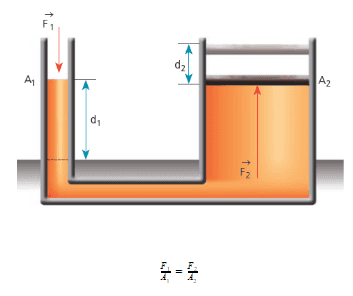 F₁
d₂
A₁
A₂
d₁
F₂
F₁/A₁ = F₂/A₂